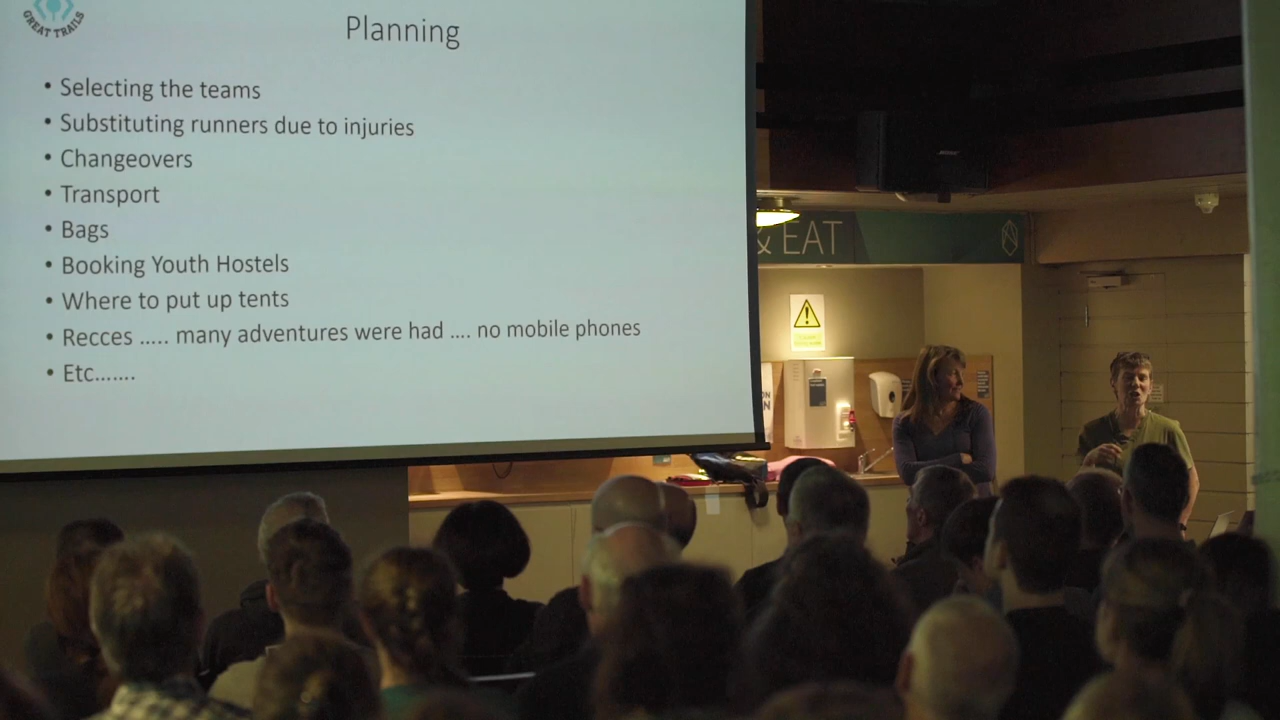 GREAT TRAILS
Planning
• Selecting the teams
• Substituting runners due to injuries
• Changeovers
• Transport
• Bags
• Booking Youth Hostels
• Where to put up tents
• Recces ..... many adventures were had .... no mobile phones
• Etc.......
& EAT